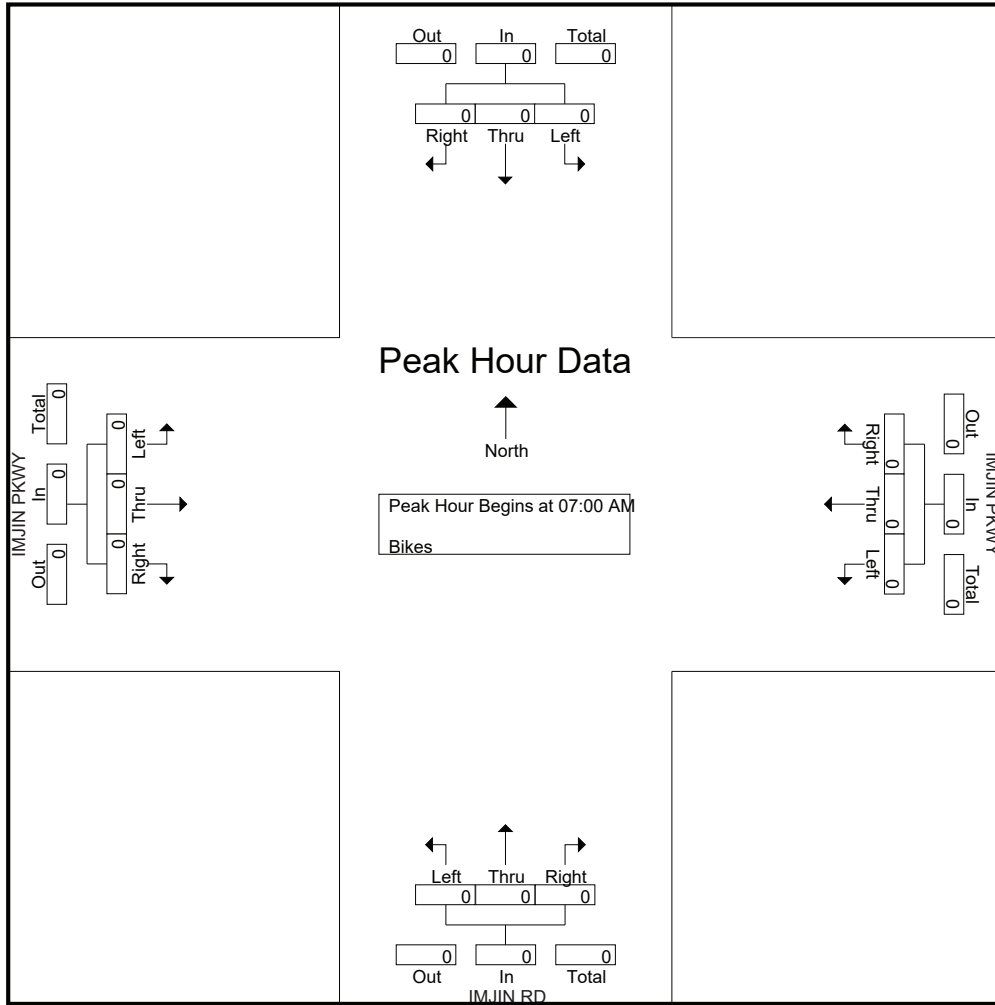 Out In Total
0 0 0
0 0 0
Right Thru Left
Peak Hour Data
North
Peak Hour Begins at 07:00 AM
Bikes
IMJIN PKWY
Out In Total
0 0 0
0 0 0
Right Thru Left
IMJIN PKWY
Total In Out
0 0 0
0 0 0
Left Thru Right
Left Thru Right
0 0 0
0 0 0
Out In Total
IMJIN RD